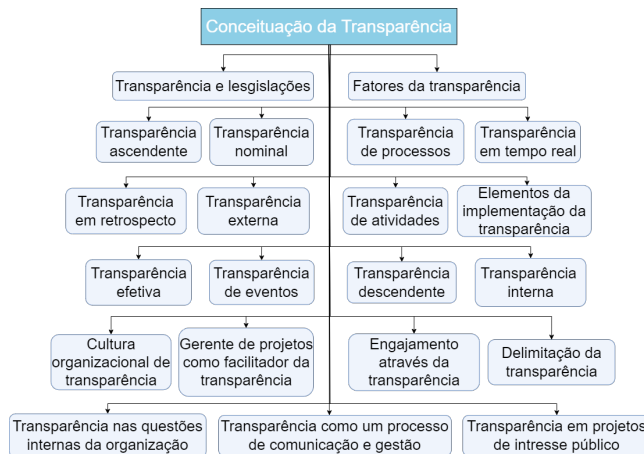 Conceituação da Transparência
Transparência e lesgislações
Fatores da transparência
Transparência
ascendente
Transparência
nominal
Transparência
de processos
Transparência
em tempo real
Transparência
em retrospecto
Transparência
externa
Transparência
de atividades
Elementos da
implementação da
transparência
Transparência
efetiva
Transparência
de eventos
Transparência
descendente
Transparência
interna
Cultura
organizacional de
transparência
Gerente de projetos
como facilitador da
transparência
Engajamento
através da
transparência
Delimitação da
transparência
Transparência nas questões
internas da organização
Transparência como um processo
de comunicação e gestão
Transparência em projetos
de intresse público